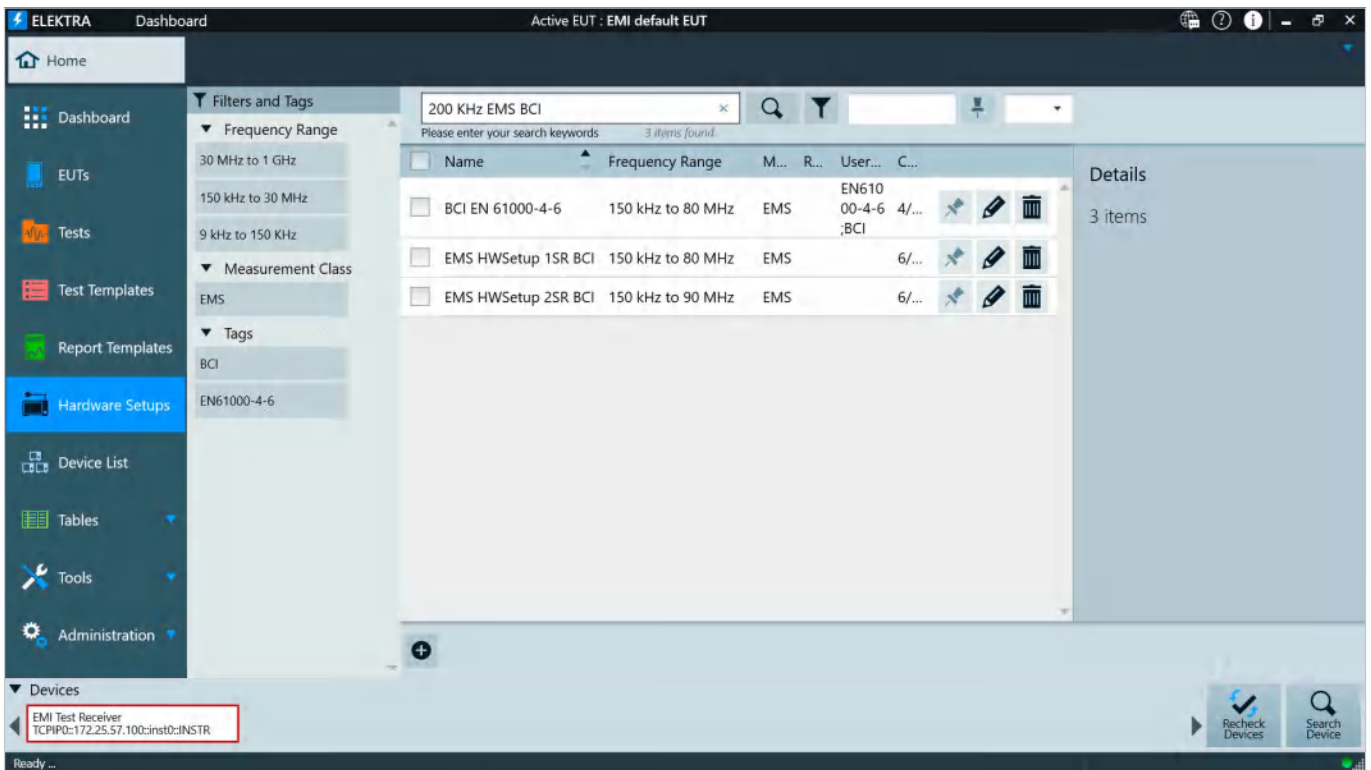 ELEKTRA Dashboard Active EUT : EMI default EUT
Home
Dashboard
EUTs
Tests
Test Templates
Report Templates
Hardware Setups
Device List
Tables
Tools
Administration
Filters and Tags
Frequency Range
30 MHz to 1 GHz
150 kHz to 30 MHz
9 kHz to 150 KHz
Measurement Class
EMS
Tags
BCI
EN61000-4-6
200 KHz EMS BCI
Please enter your search keywords 3 items found
Name Frequency Range M... R... User... C...
BCI EN 61000-4-6 150 kHz to 80 MHz EMS EN610
00-4-6 4/...
;BCI
EMS HWSetup 1SR BCI 150 kHz to 80 MHz EMS 6/...
EMS HWSetup 2SR BCI 150 kHz to 90 MHz EMS 6/...
Details
3 items
Devices
EMI Test Receiver
TCPIP0::172.25.57.100::inst0::INSTR
Recheck
Devices
Search
Device
Ready ...